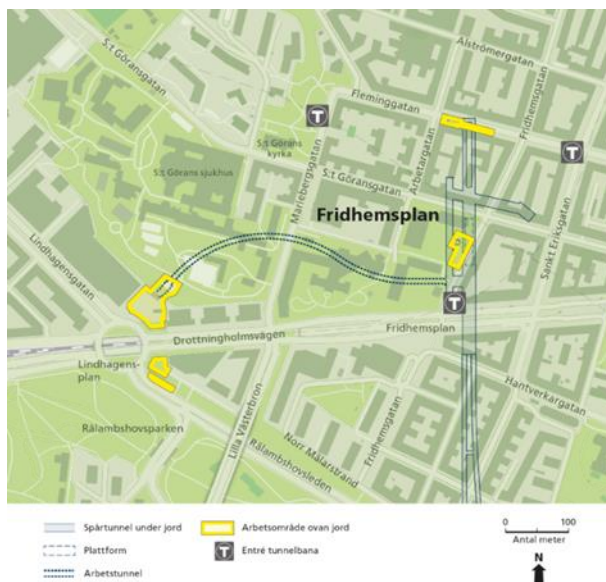 Alströmergatan
S:t Göransgatan
Fleminggatan
Fridhemsgatan
T
T
S:t Görans
kyrka
Arbetargatan
Mariebergsgatan
S:t Görans sjukhus
S:t Göransgatan
Fridhemsplan
Sankt Eriksgatan
Lindhagensgatan
T
Fridhemsplan
Drottningholmsvägen
Lindhagens-
plan
Hantverkargatan
Fridhemsgatan
Lilla Västerbron
Norr Mälarstrand
Rålambshovsparken
Rålambshovsleden
Spårtunnel under jord
Arbetsområde ovan jord
0 100
Antal meter
Plattform
T Entré tunnelbana
N
Arbetstunnel